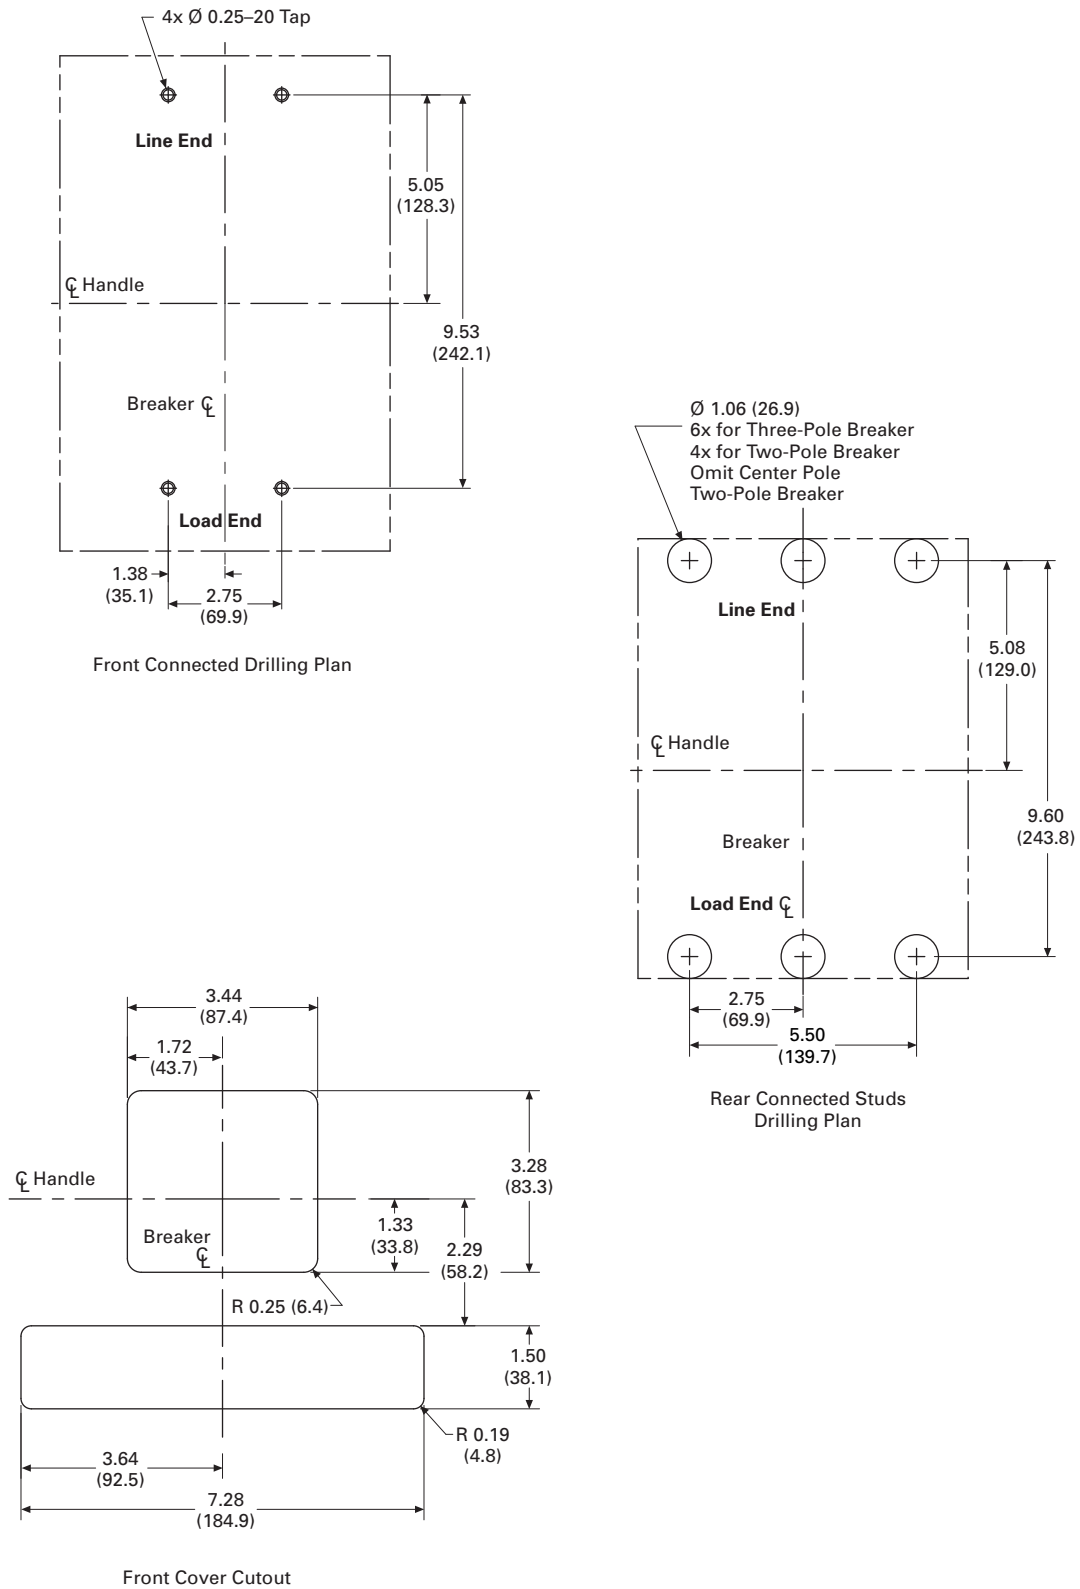 4x Ø 0.25–20 Tap
Line End
5.05
(128.3)
℄ Handle
9.53
(242.1)
Breaker ℄
Load End
1.38
(35.1)
2.75
(69.9)
Front Connected Drilling Plan
Ø 1.06 (26.9)
6x for Three-Pole Breaker
4x for Two-Pole Breaker
Omit Center Pole
Two-Pole Breaker
Line End
5.08
(129.0)
℄ Handle
9.60
(243.8)
Breaker
Load End ℄
2.75
(69.9)
5.50
(139.7)
Rear Connected Studs
Drilling Plan
3.44
(87.4)
1.72
(43.7)
3.28
(83.3)
℄ Handle
1.33
(33.8)
Breaker
℄
2.29
(58.2)
R 0.25 (6.4)
1.50
(38.1)
R 0.19
(4.8)
3.64
(92.5)
7.28
(184.9)
Front Cover Cutout